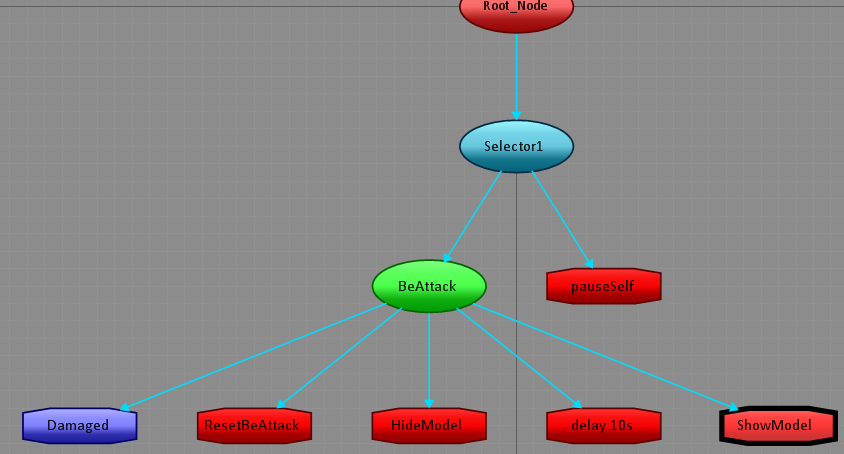 Root_Node
Selector1
BeAttack
pauseSelf
Damaged
ResetBeAttack
HideModel
delay 10s
ShowModel